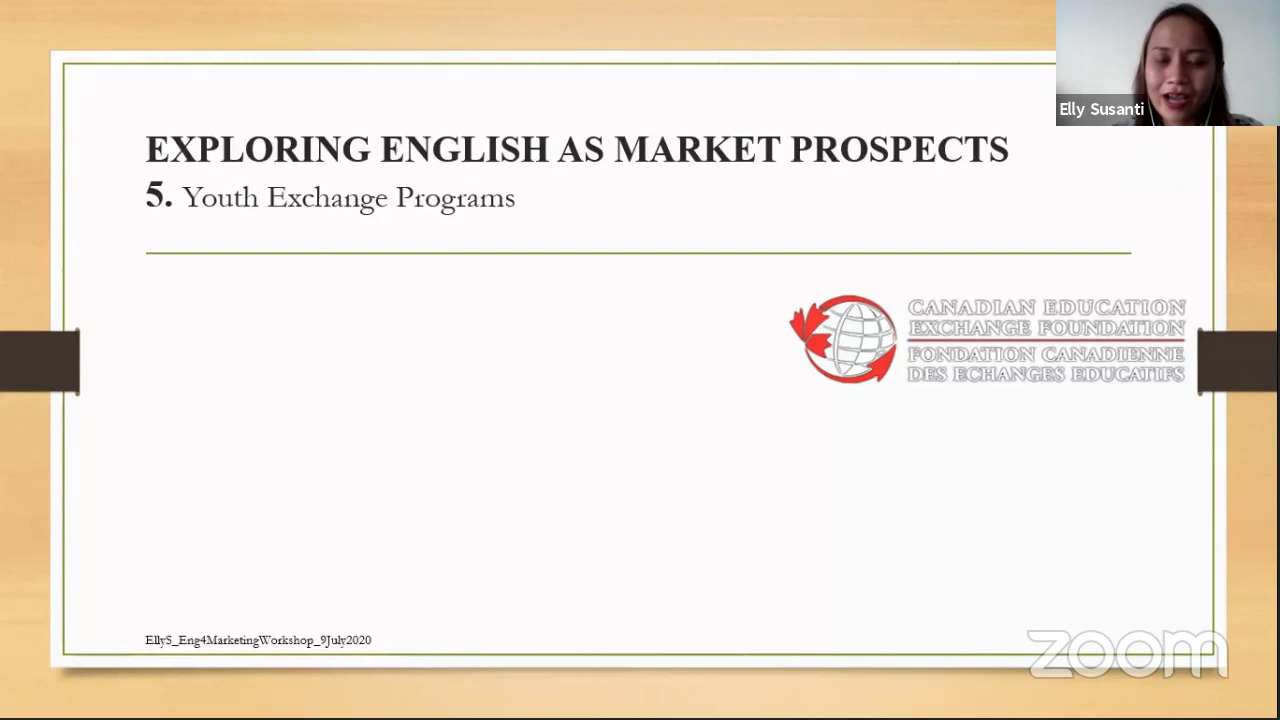 Elly Susanti
EXPLORING ENGLISH AS MARKET PROSPECTS
5. Youth Exchange Programs
CANADIAN EDUCATION
EXCHANGE FOUNDATION
FONDATION CANADIENNE
DES ECHANGES EDUCATIFS
EllyS_Eng4MarketingWorkshop_9July2020
zoom